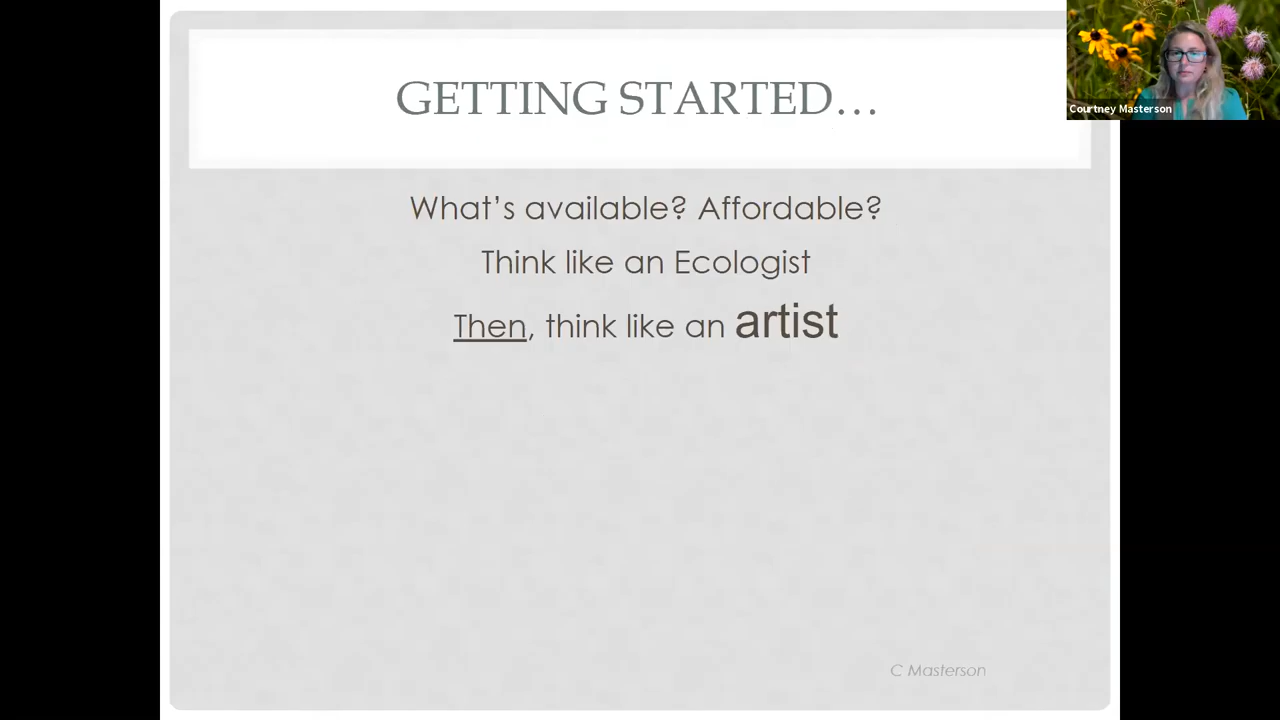 GETTING STARTED…
Courtney Masterson
What's available? Affordable?
Think like an Ecologist
Then, think like an artist
C Masterson